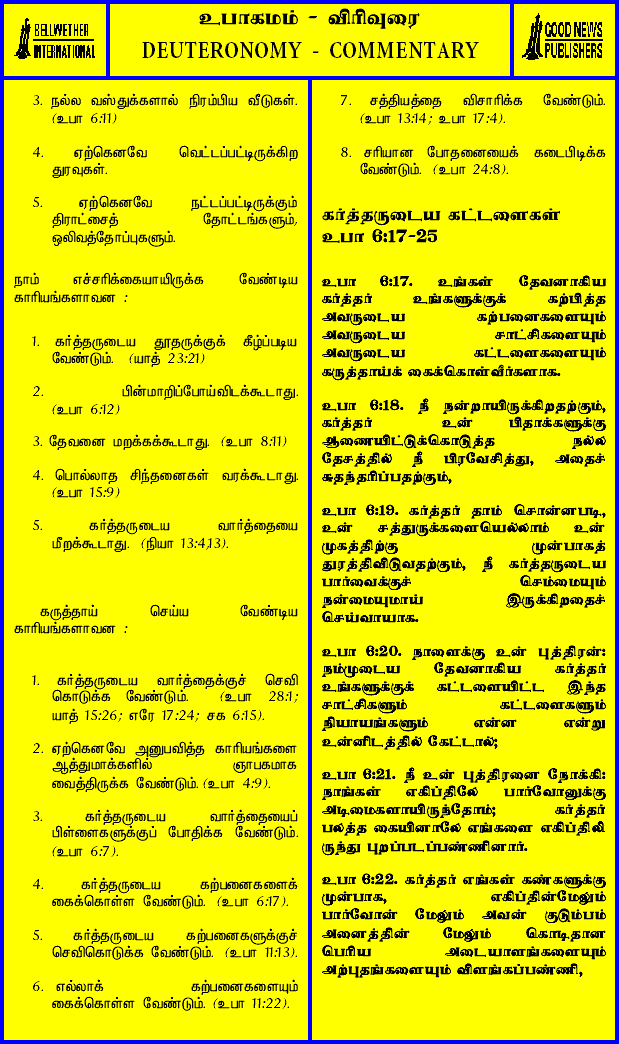 BELLWETHER
INTERNATIONAL
உபாகமம் - விரிவுரை
DEUTERONOMY - COMMENTARY
GOOD NEWS
PUBLISHERS
3. நல்ல வஸ்துக்களால் நிரம்பிய வீடுகள்.
(உபா 6:11)
4. ஏற்கெனவே வெட்டப்பட்டிருக்கிற
துரவுகள்.
5. ஏற்கெனவே நட்டப்பட்டிருக்கும்
திராட்சைத் தோட்டங்களும்,
ஒலிவத்தோப்புகளும்.
நாம் எச்சரிக்கையாயிருக்க வேண்டிய
காரியங்களாவன :
1. கர்த்தருடைய தூதருக்குக் கீழ்ப்படிய
வேண்டும். (யாத் 23:21)
2. பின்மாறிப்போய்விடக்கூடாது.
(உபா 6:12)
3. தேவனை மறக்கக்கூடாது. (உபா 8:11)
4. பொல்லாத சிந்தனைகள் வரக்கூடாது.
(உபா 15:9)
5. கர்த்தருடைய வார்த்தையை
மீறக்கூடாது. (நியா 13:4,13).
கருத்தாய் செய்ய வேண்டிய
காரியங்களாவன :
1. கர்த்தருடைய வார்த்தைக்குச் செவி
கொடுக்க வேண்டும். (உபா 28:1;
யாத் 15:26; எரே 17:24; சக 6:15).
2. ஏற்கெனவே அனுபவித்த காரியங்களை
ஆத்துமாக்களில் ஞாபகமாக
வைத்திருக்க வேண்டும். (உபா 4:9).
3. கர்த்தருடைய வார்த்தையைப்
பிள்ளைகளுக்குப் போதிக்க வேண்டும்.
(உபா 6:7).
4. கர்த்தருடைய கற்பனைகளைக்
கைக்கொள்ள வேண்டும். (உபா 6:17).
5. கர்த்தருடைய கற்பனைகளுக்குச்
செவிகொடுக்க வேண்டும். (உபா 11:13).
6. எல்லாக் கற்பனைகளையும்
கைக்கொள்ள வேண்டும். (உபா 11:22).
7. சத்தியத்தை விசாரிக்க வேண்டும்.
(உபா 13:14; உபா 17:4).
8. சரியான போதனையைக் கடைபிடிக்க
வேண்டும். (உபா 24:8).
கர்த்தருடைய கட்டளைகள்
உபா 6:17-25
உபா 6:17. உங்கள் தேவனாகிய
கர்த்தர் உங்களுக்குக் கற்பித்த
அவருடைய கற்பனைகளையும்
அவருடைய சாட்சிகளையும்
அவருடைய கட்டளைகளையும்
கருத்தாய்க் கைக்கொள்வீர்களாக.
உபா 6:18. நீ நன்றாயிருக்கிறதற்கும்,
கர்த்தர் உன் பிதாக்களுக்கு
ஆணையிட்டுக்கொடுத்த நல்ல
தேசத்தில் நீ பிரவேசித்து, அதைச்
சுதந்தரிப்பதற்கும்,
உபா 6:19. கர்த்தர் தாம் சொன்னபடி,
உன் சத்துருக்களையெல்லாம் உன்
முகத்திற்கு முன்பாகத்
துரத்திவிடுவதற்கும், நீ கர்த்தருடைய
பார்வைக்குச் செம்மையும்
நன்மையுமாய் இருக்கிறதைச்
செய்வாயாக.
உபா 6:20. நாளைக்கு உன் புத்திரன்:
நம்முடைய தேவனாகிய கர்த்தர்
உங்களுக்குக் கட்டளையிட்ட இந்த
சாட்சிகளும் கட்டளைகளும்
நியாயங்களும் என்ன என்று
உன்னிடத்தில் கேட்டால்;
உபா 6:21. நீ உன் புத்திரனை நோக்கி:
நாங்கள் எகிப்திலே பார்வோனுக்கு
அடிமைகளாயிருந்தோம்; கர்த்தர்
பலத்த கையினாலே எங்களை எகிப்திலி
ருந்து புறப்படப்பண்ணினார்.
உபா 6:22. கர்த்தர் எங்கள் கண்களுக்கு
முன்பாக, எகிப்தின்மேலும்
பார்வோன் மேலும் அவன் குடும்பம்
அனைத்தின் மேலும் கொடிதான
பெரிய அடையாளங்களையும்
அற்புதங்களையும் விளங்கப்பண்ணி,